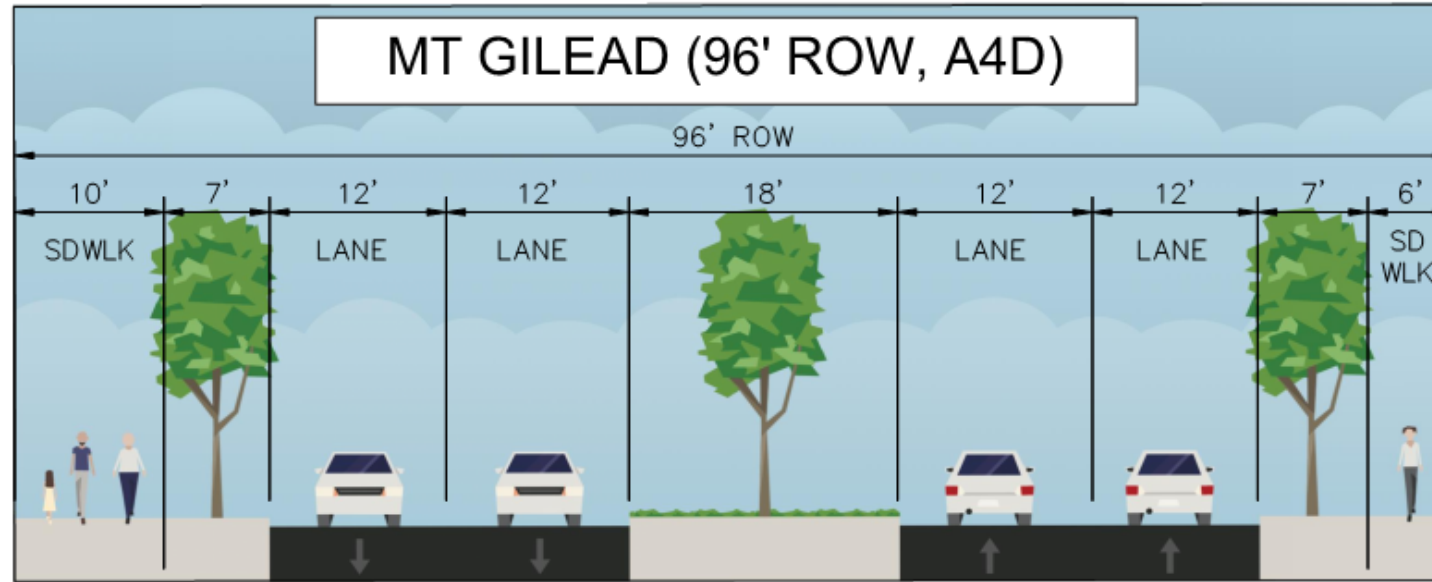 MT GILEAD (96' ROW, A4D)
96' ROW
10' 7' 12' 12' 18' 12' 12' 7' 6'
SDWLK LANE LANE LANE LANE SD
WLK